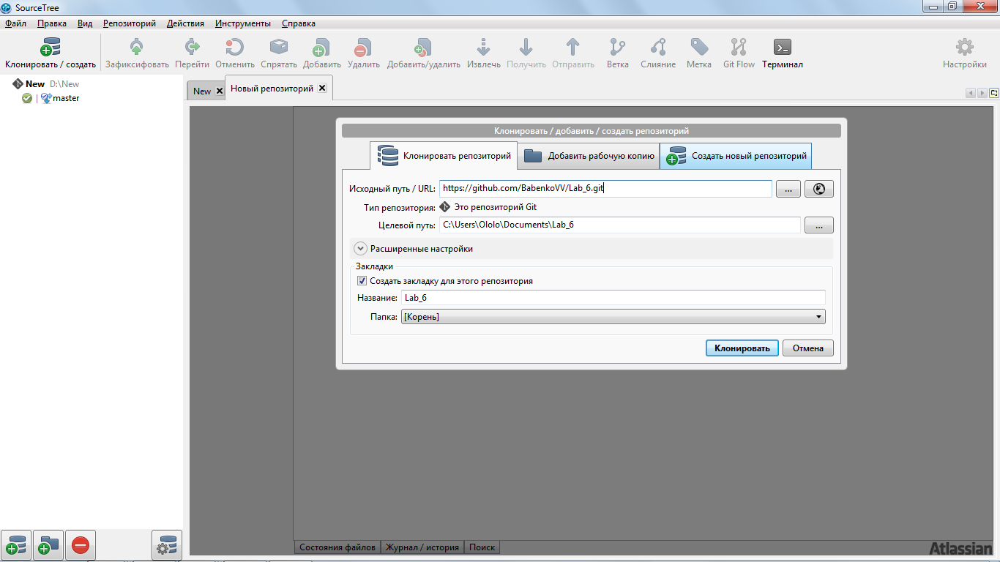 SourceTree
Файл Правка Вид Репозиторий Действия Инструменты Справка
Клонировать / создать Зафиксировать Перейти Отменить Спрятать Добавить Удалить Добавить/удалить Извлечь Получить Отправить Ветка Слияние Метка Git Flow Терминал Настройки
New D:\New
master
New Новый репозиторий
Клонировать / добавить / создать репозиторий
Клонировать репозиторий Добавить рабочую копию Создать новый репозиторий
Исходный путь / URL: https://github.com/BabenkoVV/Lab_6.git ...
Тип репозитория: Это репозиторий Git
Целевой путь: C:\Users\Ololo\Documents\Lab_6 ...
Расширенные настройки
Закладки
Создать закладку для этого репозитория
Название: Lab_6
Папка: [Корень]
Клонировать Отмена
Состояния файлов Журнал / история Поиск
Atlassian